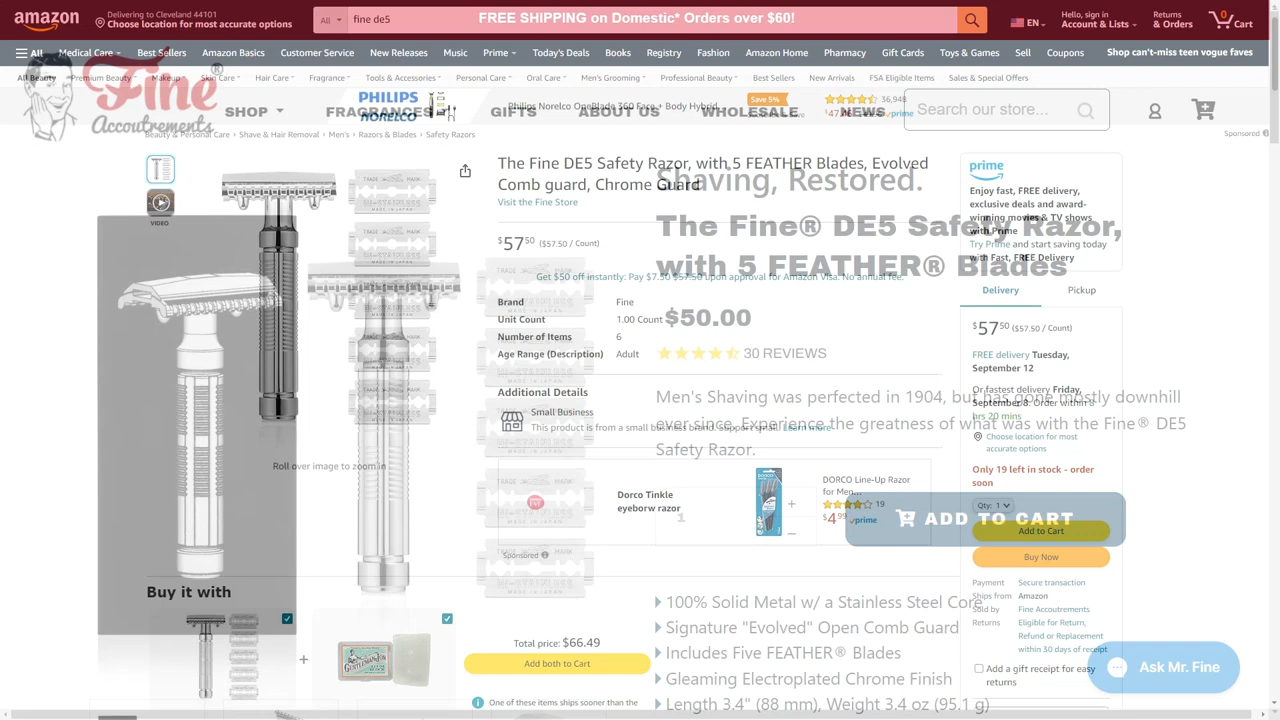 amazon
Delivering to Cleveland 44101
Choose location for most accurate options
All
fine de5
FREE SHIPPING on Domestic* Orders over $60!
EN
Hello, sign in
Account & Lists
Returns
& Orders
0
Cart
All
Medical Care
Best Sellers
Amazon Basics
Customer Service
New Releases
Music
Prime
Today's Deals
Books
Registry
Fashion
Amazon Home
Pharmacy
Gift Cards
Toys & Games
Sell
Coupons
Shop can't-miss teen vogue faves
All Beauty
Premium Beauty
Makeup
Skin Care
Hair Care
Fragrance
Tools & Accessories
Personal Care
Oral Care
Men's Grooming
Professional Beauty
Best Sellers
New Arrivals
FSA Eligible Items
Sales & Special Offers
Fine®
Accoutrements
SHOP
FRAGRANCES
GIFTS
ABOUT US
WHOLESALE
NEWS
Search our store...
PHILIPS
NORELCO
Philips Norelco OneBlade 360 Face + Body Hybrid
Save 5%
36,948
prime
Sponsored
Beauty & Personal Care › Shave & Hair Removal › Men's › Razors & Blades › Safety Razors
VIDEO
Roll over image to zoom in
The Fine DE5 Safety Razor, with 5 FEATHER Blades, Evolved
Comb guard, Chrome Guard
Visit the Fine Store
$57.50 ($57.50 / Count)
Get $50 off instantly: Pay $7.50 $57.50 upon approval for Amazon Visa. No annual fee.
Brand Fine
Unit Count 1.00 Count
Number of Items 6
Age Range (Description) Adult
Additional Details
Small Business
This product is from a small business brand. Support small. Learn more
Dorco Tinkle
eyeborw razor
DORCO Line-Up Razor
for Men...
19
$4.99 prime
Sponsored
Shaving, Restored.
The Fine® DE5 Safety Razor,
with 5 FEATHER® Blades
$50.00
30 REVIEWS
Men's Shaving was perfected in 1904, but has gone mostly downhill
ever since. Experience the greatness of what was with the Fine® DE5
Safety Razor.
1
ADD TO CART
100% Solid Metal w/ a Stainless Steel Core
Signature "Evolved" Open Comb Guard
Includes Five FEATHER® Blades
Gleaming Electroplated Chrome Finish
Length 3.4" (88 mm), Weight 3.4 oz (95.1 g)
prime
Enjoy fast, FREE delivery,
exclusive deals and award-
winning movies & TV shows
with Prime
Try Prime and start saving today
with Fast, FREE Delivery
Delivery
Pickup
$57.50 ($57.50 / Count)
FREE delivery Tuesday,
September 12
Or fastest delivery Friday,
September 8. Order within 8
hrs 20 mins
Choose location for most
accurate options
Only 19 left in stock - order
soon
Qty: 1
Add to Cart
Buy Now
Payment Secure transaction
Ships from Amazon
Sold by Fine Accoutrements
Returns Eligible for Return,
Refund or Replacement
within 30 days of receipt
Add a gift receipt for easy
returns
Ask Mr. Fine
Buy it with
+
Total price: $66.49
Add both to Cart
One of these items ships sooner than the